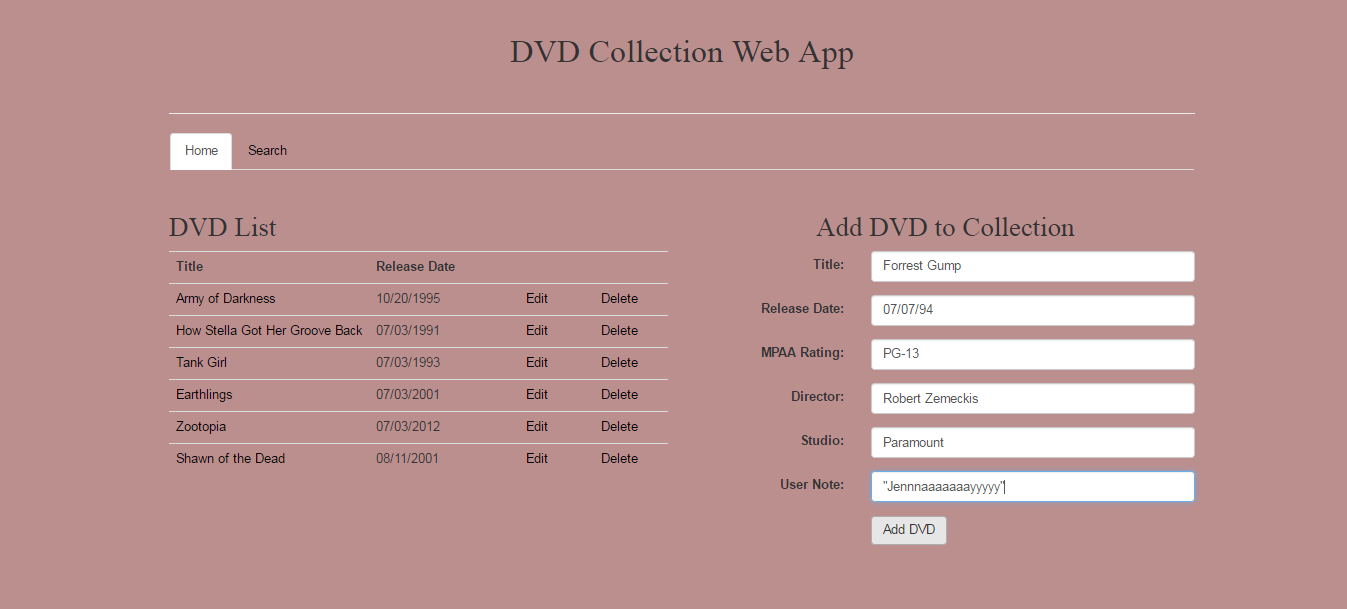 DVD Collection Web App
Home Search
DVD List
Title Release Date
Army of Darkness 10/20/1995 Edit Delete
How Stella Got Her Groove Back 07/03/1991 Edit Delete
Tank Girl 07/03/1993 Edit Delete
Earthlings 07/03/2001 Edit Delete
Zootopia 07/03/2012 Edit Delete
Shawn of the Dead 08/11/2001 Edit Delete
Add DVD to Collection
Title: Forrest Gump
Release Date: 07/07/94
MPAA Rating: PG-13
Director: Robert Zemeckis
Studio: Paramount
User Note: "Jennnaaaaaaayyyyy"
Add DVD